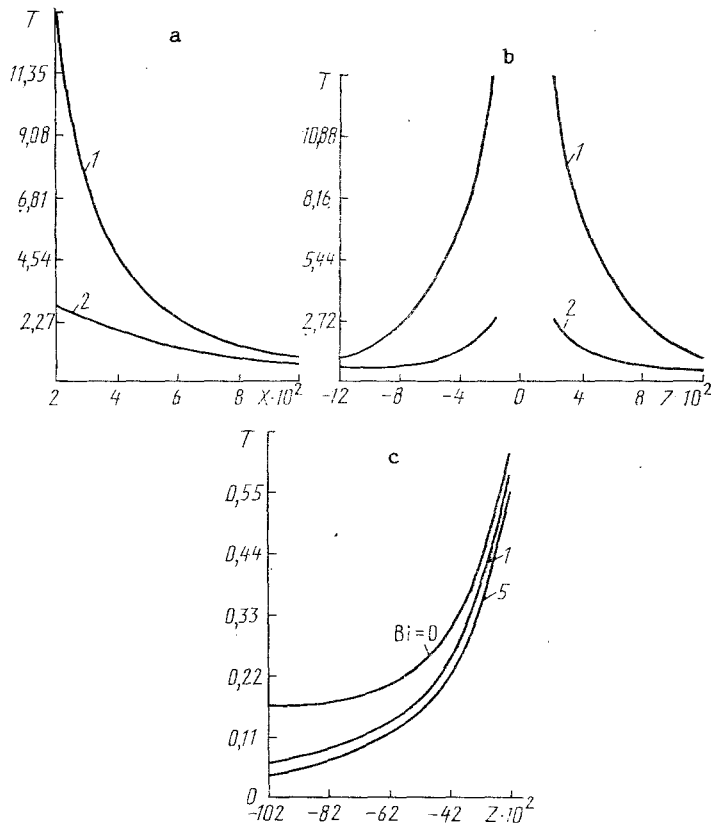 T
a
11,35
9,08
6,81
4,54
2,27
1
2
2 4 6 8 X·10²
b
T
10,88
8,16
5,44
2,72
1
2
-12 -8 -4 0 4 8 Z·10²
T
c
0,55
0,44
0,33
0,22
0,11
0
Bi=0
1
5
-102 -82 -62 -42 Z·10²